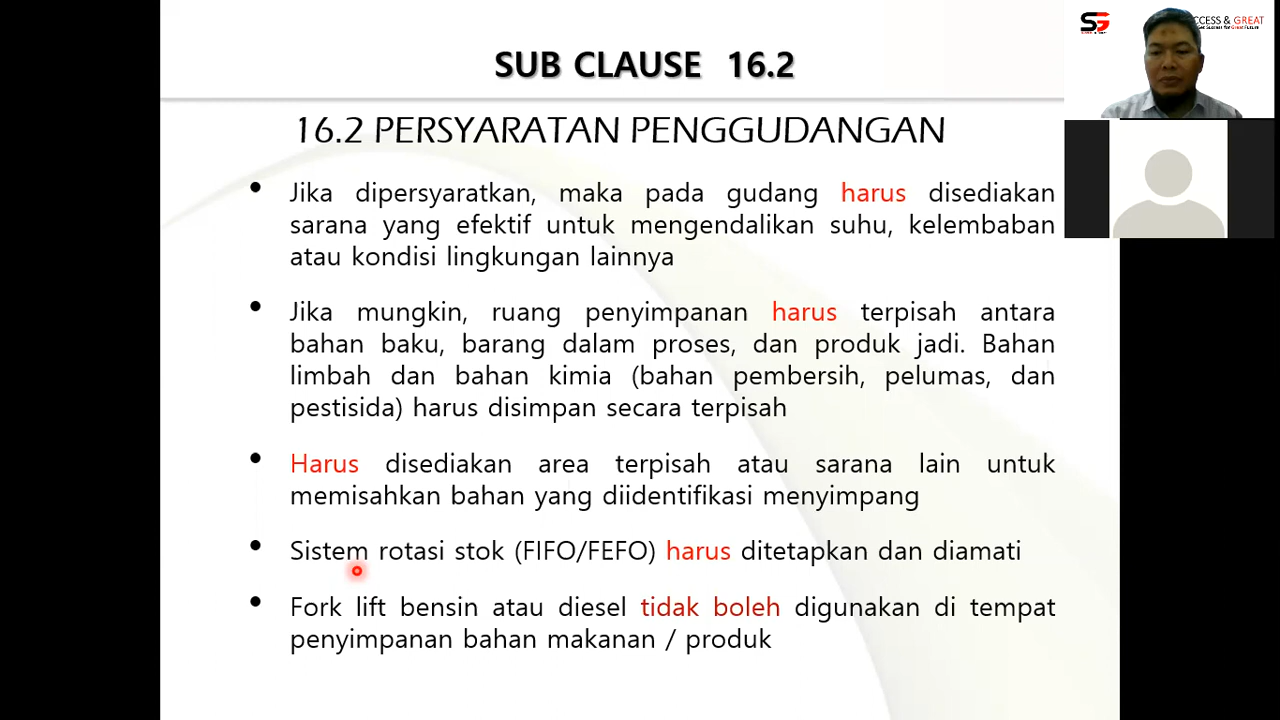 SUB CLAUSE 16.2
16.2 PERSYARATAN PENGGUDANGAN
• Jika dipersyaratkan, maka pada gudang harus disediakan
sarana yang efektif untuk mengendalikan suhu, kelembaban
atau kondisi lingkungan lainnya
• Jika mungkin, ruang penyimpanan harus terpisah antara
bahan baku, barang dalam proses, dan produk jadi. Bahan
limbah dan bahan kimia (bahan pembersih, pelumas, dan
pestisida) harus disimpan secara terpisah
• Harus disediakan area terpisah atau sarana lain untuk
memisahkan bahan yang diidentifikasi menyimpang
• Sistem rotasi stok (FIFO/FEFO) harus ditetapkan dan diamati
• Fork lift bensin atau diesel tidak boleh digunakan di tempat
penyimpanan bahan makanan / produk
SG
CCESS & GREAT